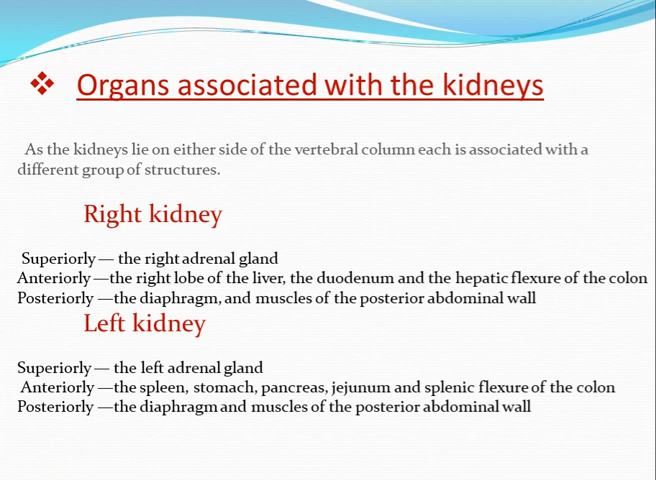 ❖ Organs associated with the kidneys
As the kidneys lie on either side of the vertebral column each is associated with a
different group of structures.
Right kidney
Superiorly — the right adrenal gland
Anteriorly —the right lobe of the liver, the duodenum and the hepatic flexure of the colon
Posteriorly —the diaphragm, and muscles of the posterior abdominal wall
Left kidney
Superiorly — the left adrenal gland
Anteriorly —the spleen, stomach, pancreas, jejunum and splenic flexure of the colon
Posteriorly —the diaphragm and muscles of the posterior abdominal wall